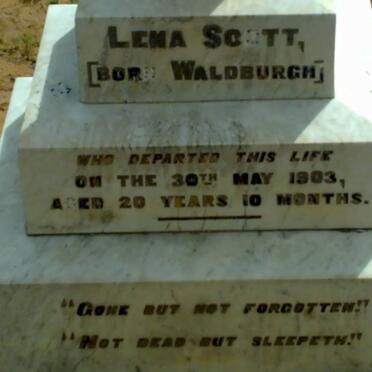 LENA SCOTT,
[BORN WALDBURGH]
WHO DEPARTED THIS LIFE
ON THE 30TH MAY 1903,
AGED 20 YEARS 10 MONTHS.
"GONE BUT NOT FORGOTTEN."
"NOT DEAD BUT SLEEPETH."